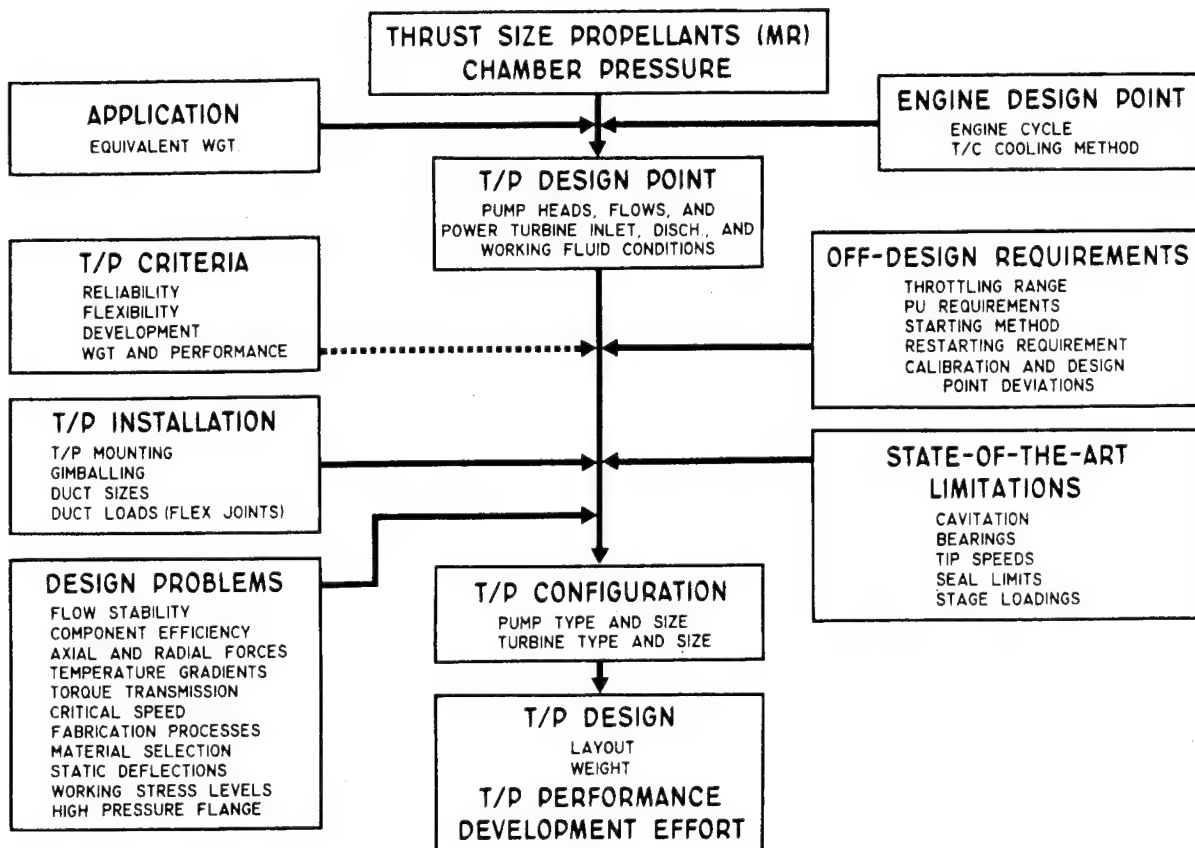 THRUST SIZE PROPELLANTS (MR)
CHAMBER PRESSURE
APPLICATION
EQUIVALENT WGT.
ENGINE DESIGN POINT
ENGINE CYCLE
T/C COOLING METHOD
T/P DESIGN POINT
PUMP HEADS, FLOWS, AND
POWER TURBINE INLET, DISCH., AND
WORKING FLUID CONDITIONS
T/P CRITERIA
RELIABILITY
FLEXIBILITY
DEVELOPMENT
WGT AND PERFORMANCE
OFF-DESIGN REQUIREMENTS
THROTTLING RANGE
PU REQUIREMENTS
STARTING METHOD
RESTARTING REQUIREMENT
CALIBRATION AND DESIGN
POINT DEVIATIONS
T/P INSTALLATION
T/P MOUNTING
GIMBALLING
DUCT SIZES
DUCT LOADS (FLEX JOINTS)
STATE-OF-THE-ART
LIMITATIONS
CAVITATION
BEARINGS
TIP SPEEDS
SEAL LIMITS
STAGE LOADINGS
DESIGN PROBLEMS
FLOW STABILITY
COMPONENT EFFICIENCY
AXIAL AND RADIAL FORCES
TEMPERATURE GRADIENTS
TORQUE TRANSMISSION
CRITICAL SPEED
FABRICATION PROCESSES
MATERIAL SELECTION
STATIC DEFLECTIONS
WORKING STRESS LEVELS
HIGH PRESSURE FLANGE
T/P CONFIGURATION
PUMP TYPE AND SIZE
TURBINE TYPE AND SIZE
T/P DESIGN
LAYOUT
WEIGHT
T/P PERFORMANCE
DEVELOPMENT EFFORT